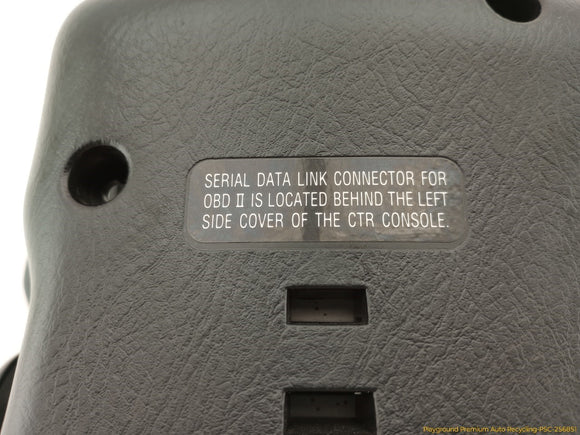 SERIAL DATA LINK CONNECTOR FOR
OBD II IS LOCATED BEHIND THE LEFT
SIDE COVER OF THE CTR CONSOLE.
Playground Premium Auto Recycling-PSC-25685!